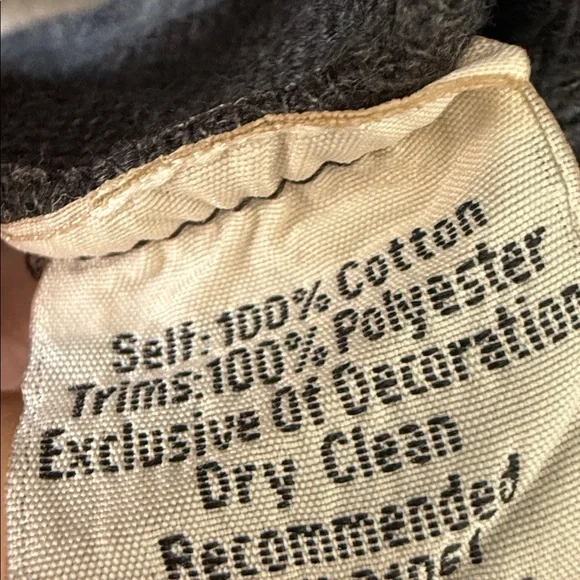 Self: 100% Cotton
Trims: 100% Polyester
Exclusive Of Decoration
Dry Clean
Recommended